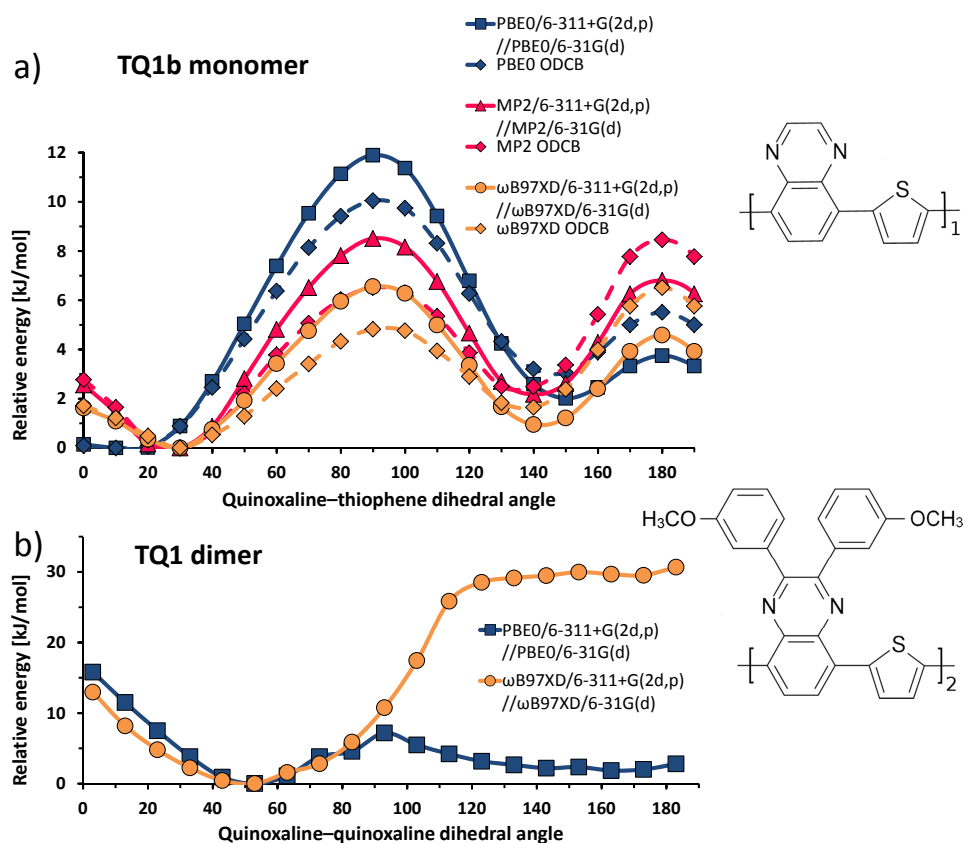 a)
TQ1b monomer
PBE0/6-311+G(2d,p)
//PBE0/6-31G(d)
PBE0 ODCB
MP2/6-311+G(2d,p)
//MP2/6-31G(d)
MP2 ODCB
ωB97XD/6-311+G(2d,p)
//ωB97XD/6-31G(d)
ωB97XD ODCB
Relative energy [kJ/mol]
12
10
8
6
4
2
0
0 20 40 60 80 100 120 140 160 180
Quinoxaline–thiophene dihedral angle
N N
S
1
b)
TQ1 dimer
PBE0/6-311+G(2d,p)
//PBE0/6-31G(d)
ωB97XD/6-311+G(2d,p)
//ωB97XD/6-31G(d)
Relative energy [kJ/mol]
30
20
10
0
0 20 40 60 80 100 120 140 160 180
Quinoxaline–quinoxaline dihedral angle
H3CO OCH3
N N
S
2